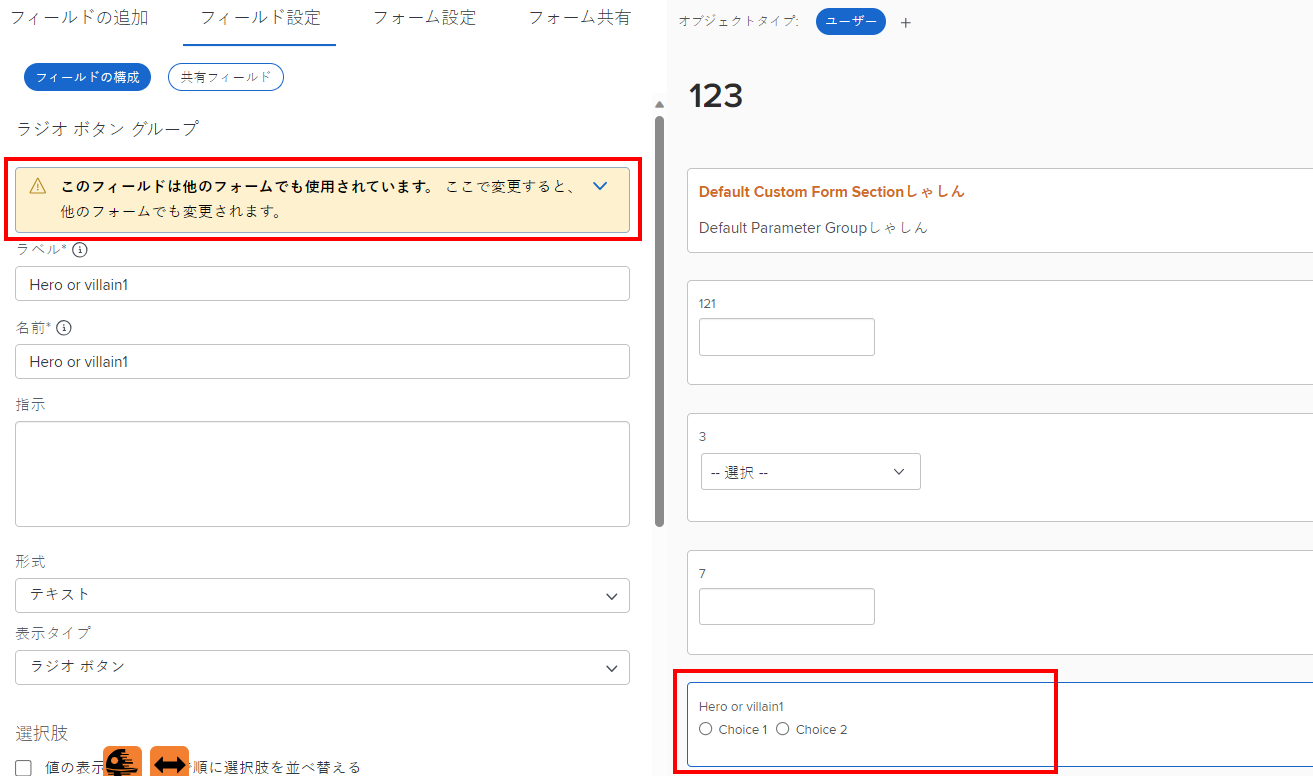 フィールドの追加 フィールド設定 フォーム設定 フォーム共有
フィールドの構成 共有フィールド
ラジオ ボタン グループ
このフィールドは他のフォームでも使用されています。 ここで変更すると、
他のフォームでも変更されます。
ラベル*
Hero or villain1
名前*
Hero or villain1
指示
形式
テキスト
表示タイプ
ラジオ ボタン
選択肢
値の表示 順に選択肢を並べ替える
オブジェクトタイプ: ユーザー +
123
Default Custom Form Sectionしゃしん
Default Parameter Groupしゃしん
121
3
-- 選択 --
7
Hero or villain1
Choice 1 Choice 2